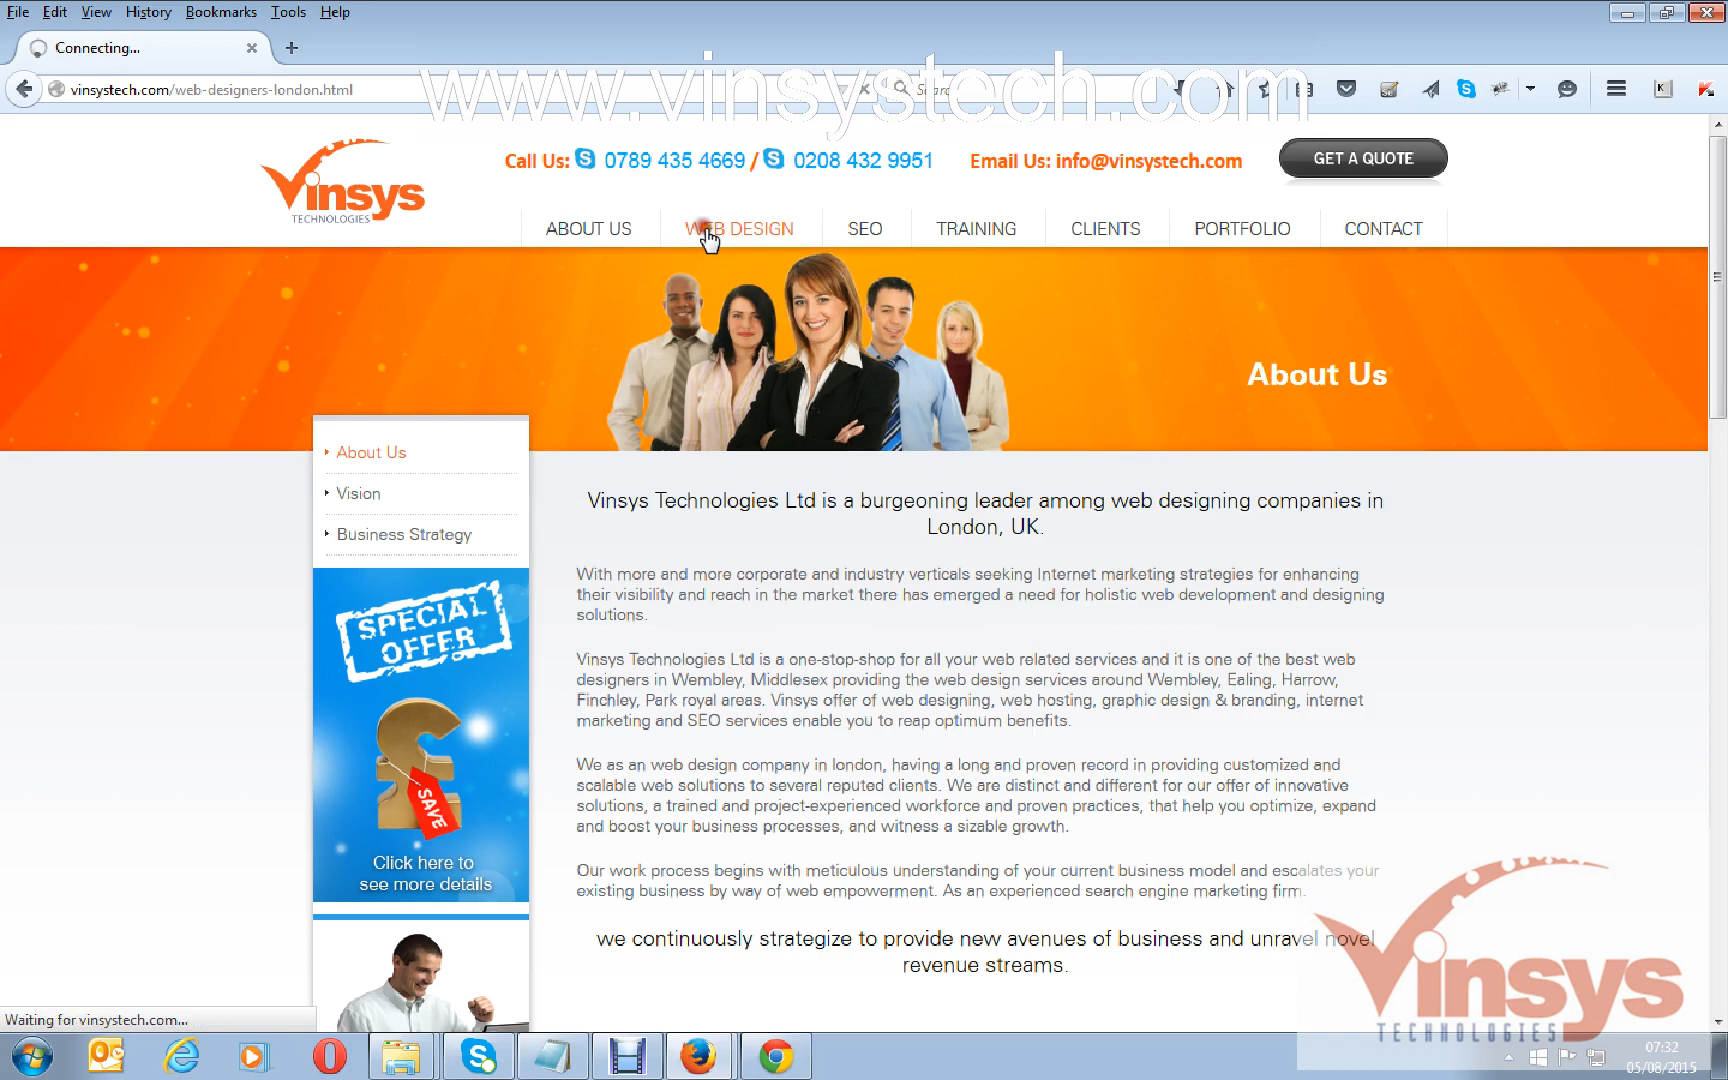 File Edit View History Bookmarks Tools Help
Connecting...
vinsystech.com/web-designers-london.html
www.vinsystech.com
Vinsys
TECHNOLOGIES
Call Us: 0789 435 4669 / 0208 432 9951 Email Us: info@vinsystech.com GET A QUOTE
ABOUT US WEB DESIGN SEO TRAINING CLIENTS PORTFOLIO CONTACT
About Us
About Us
Vision
Business Strategy
SPECIAL
OFFER
£
SAVE
Click here to
see more details
Vinsys Technologies Ltd is a burgeoning leader among web designing companies in
London, UK.
With more and more corporate and industry verticals seeking Internet marketing strategies for enhancing
their visibility and reach in the market there has emerged a need for holistic web development and designing
solutions.
Vinsys Technologies Ltd is a one-stop-shop for all your web related services and it is one of the best web
designers in Wembley, Middlesex providing the web design services around Wembley, Ealing, Harrow,
Finchley, Park royal areas. Vinsys offer of web designing, web hosting, graphic design & branding, internet
marketing and SEO services enable you to reap optimum benefits.
We as an web design company in london, having a long and proven record in providing customized and
scalable web solutions to several reputed clients. We are distinct and different for our offer of innovative
solutions, a trained and project-experienced workforce and proven practices, that help you optimize, expand
and boost your business processes, and witness a sizable growth.
Our work process begins with meticulous understanding of your current business model and escalates your
existing business by way of web empowerment. As an experienced search engine marketing firm.
we continuously strategize to provide new avenues of business and unravel novel
revenue streams.
Vinsys
TECHNOLOGIES
Waiting for vinsystech.com...
07:32
05/08/2015